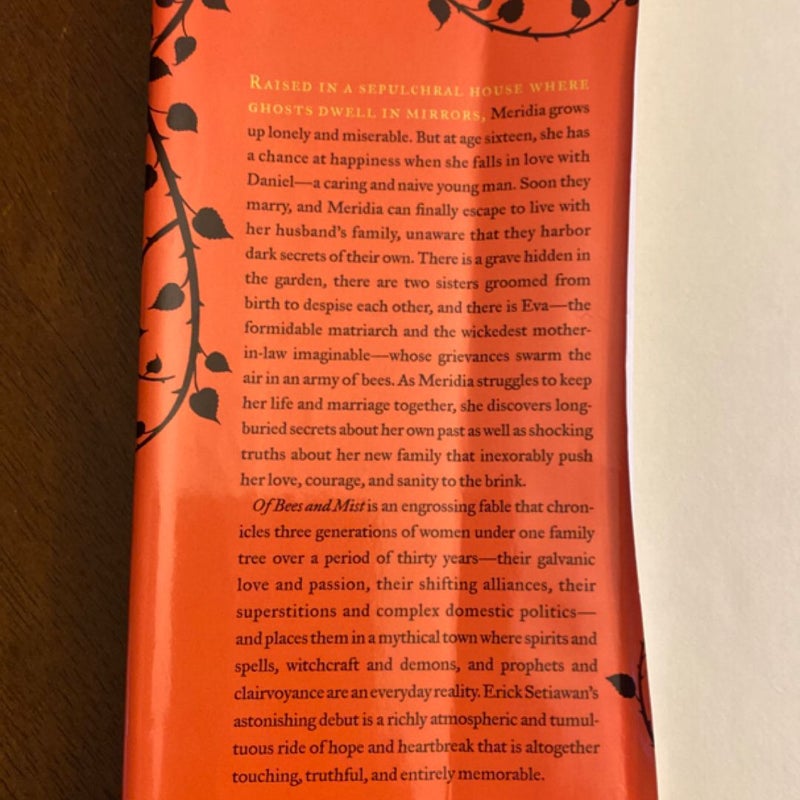 RAISED IN A SEPULCHRAL HOUSE WHERE
GHOSTS DWELL IN MIRRORS, Meridia grows
up lonely and miserable. But at age sixteen, she has
a chance at happiness when she falls in love with
Daniel—a caring and naive young man. Soon they
marry, and Meridia can finally escape to live with
her husband's family, unaware that they harbor
dark secrets of their own. There is a grave hidden in
the garden, there are two sisters groomed from
birth to despise each other, and there is Eva—the
formidable matriarch and the wickedest mother-
in-law imaginable—whose grievances swarm the
air in an army of bees. As Meridia struggles to keep
her life and marriage together, she discovers long-
buried secrets about her own past as well as shocking
truths about her new family that inexorably push
her love, courage, and sanity to the brink.
Of Bees and Mist is an engrossing fable that chron-
icles three generations of women under one family
tree over a period of thirty years—their galvanic
love and passion, their shifting alliances, their
superstitions and complex domestic politics—
and places them in a mythical town where spirits and
spells, witchcraft and demons, and prophets and
clairvoyance are an everyday reality. Erick Setiawan's
astonishing debut is a richly atmospheric and tumul-
tuous ride of hope and heartbreak that is altogether
touching, truthful, and entirely memorable.